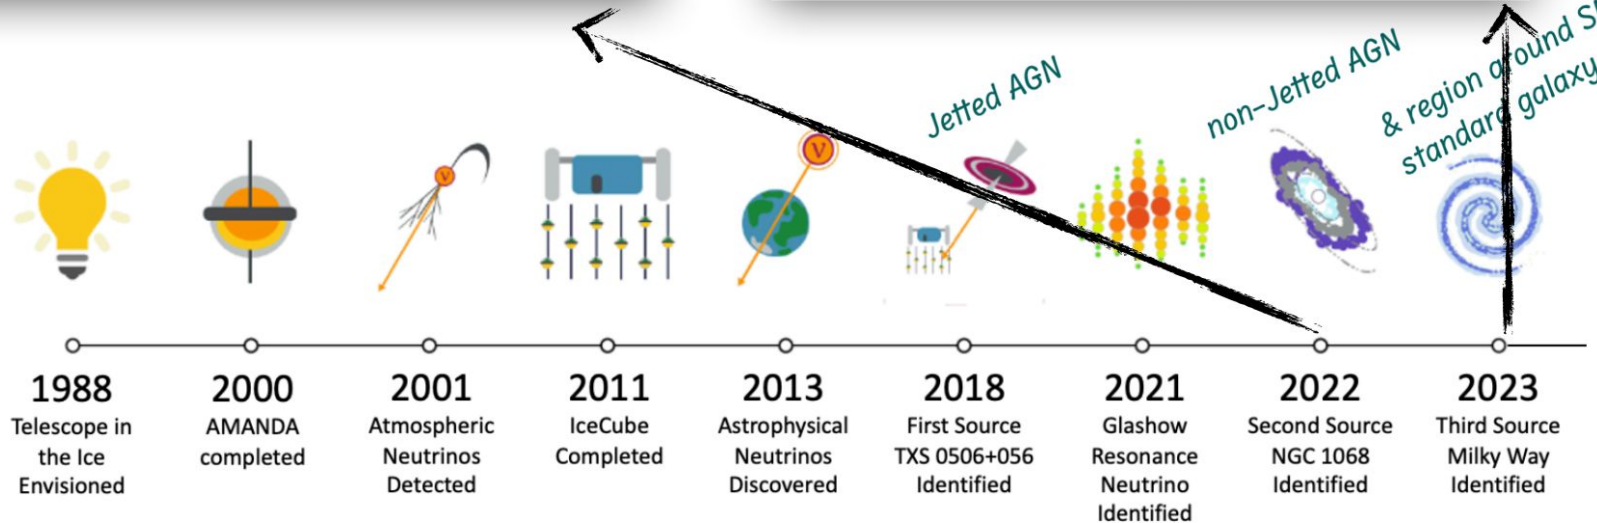 Jetted AGN
non-Jetted AGN
& region around
standard galaxy
ν
ν
1988
Telescope in
the Ice
Envisioned
2000
AMANDA
completed
2001
Atmospheric
Neutrinos
Detected
2011
IceCube
Completed
2013
Astrophysical
Neutrinos
Discovered
2018
First Source
TXS 0506+056
Identified
2021
Glashow
Resonance
Neutrino
Identified
2022
Second Source
NGC 1068
Identified
2023
Third Source
Milky Way
Identified